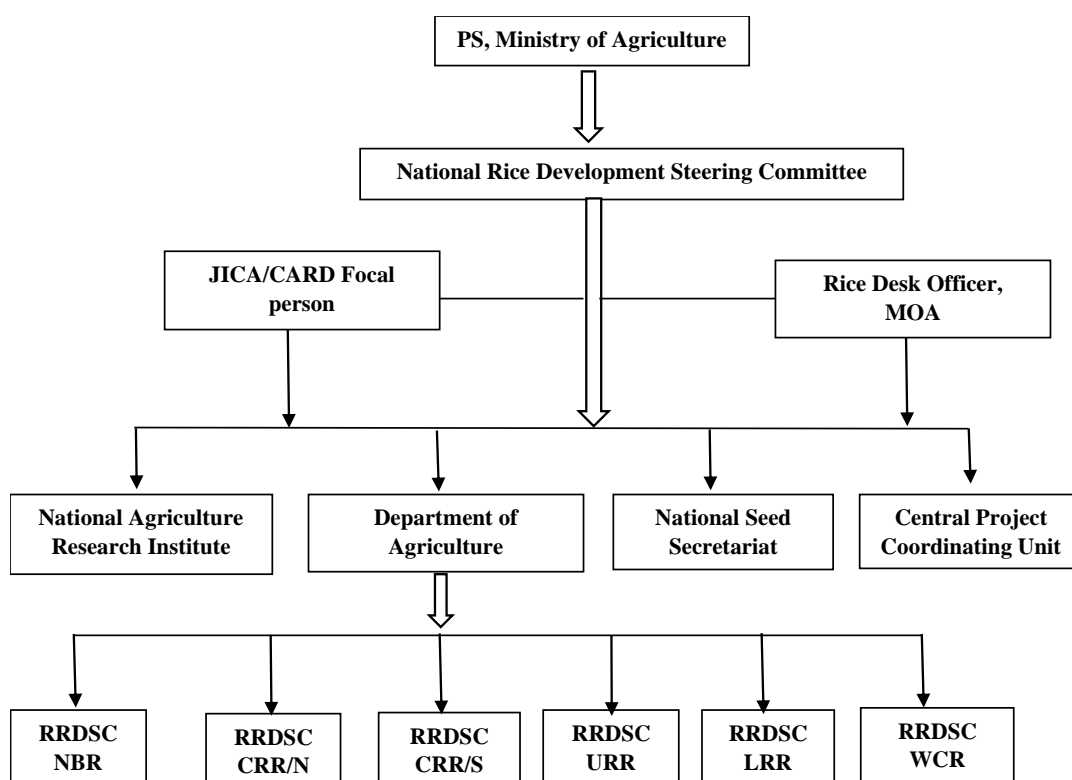 PS, Ministry of Agriculture
National Rice Development Steering Committee
JICA/CARD Focal
person
Rice Desk Officer,
MOA
National Agriculture
Research Institute
Department of
Agriculture
National Seed
Secretariat
Central Project
Coordinating Unit
RRDSC
NBR
RRDSC
CRR/N
RRDSC
CRR/S
RRDSC
URR
RRDSC
LRR
RRDSC
WCR